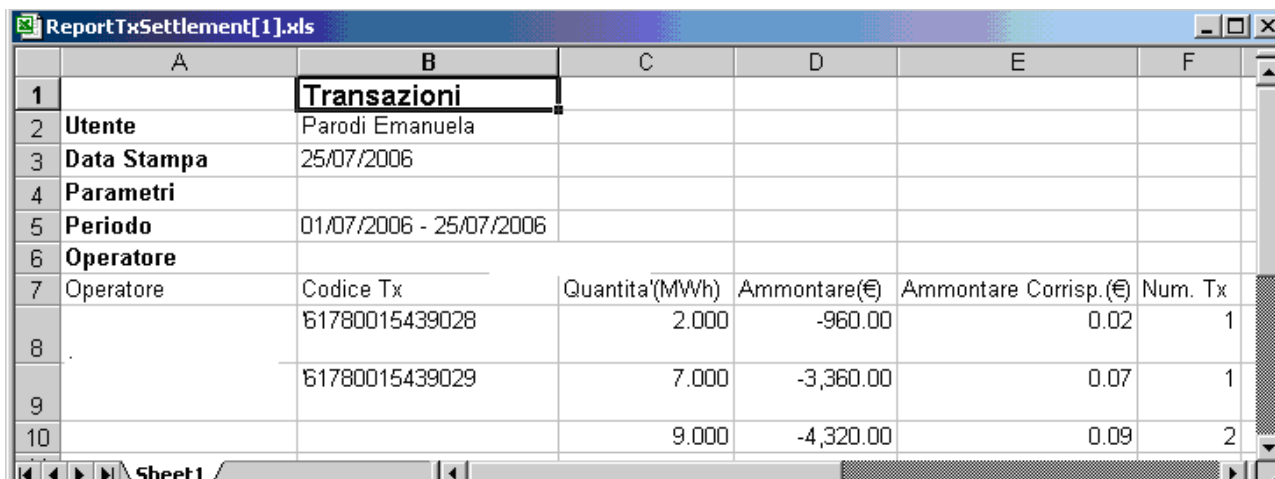 ReportTxSettlement[1].xls
A B C D E F
1 Transazioni
2 Utente Parodi Emanuela
3 Data Stampa 25/07/2006
4 Parametri
5 Periodo 01/07/2006 - 25/07/2006
6 Operatore
7 Operatore Codice Tx Quantita'(MWh) Ammontare(€) Ammontare Corrisp.(€) Num. Tx
8 '61780015439028 2.000 -960.00 0.02 1
9 '61780015439029 7.000 -3,360.00 0.07 1
10 9.000 -4,320.00 0.09 2
Sheet1